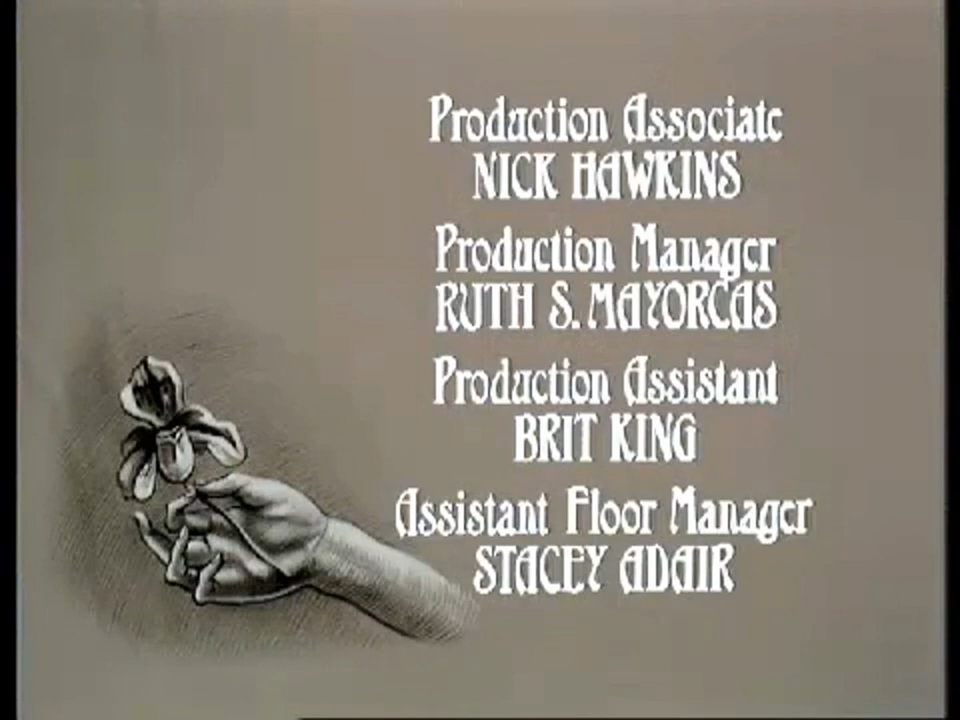 Production Associate
NICK HAWKINS
Production Manager
RUTH S. MAYORCAS
Production Assistant
BRIT KING
Assistant Floor Manager
STACEY ADAIR